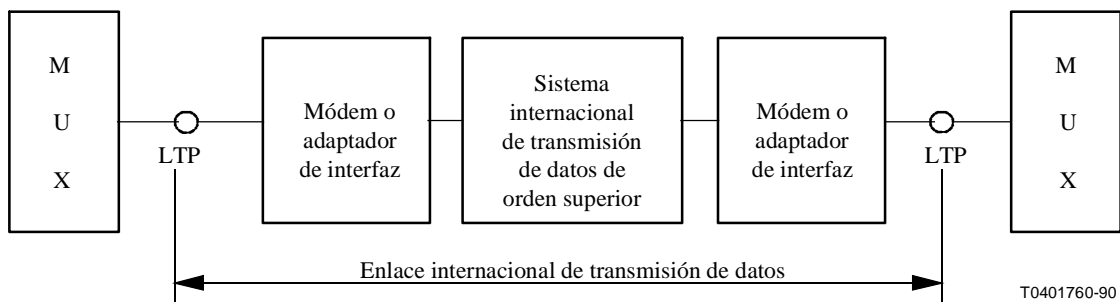 M
U
X
LTP
Módem o
adaptador
de interfaz
Sistema
internacional
de transmisión
de datos de
orden superior
Módem o
adaptador
de interfaz
LTP
M
U
X
Enlace internacional de transmisión de datos
T0401760-90